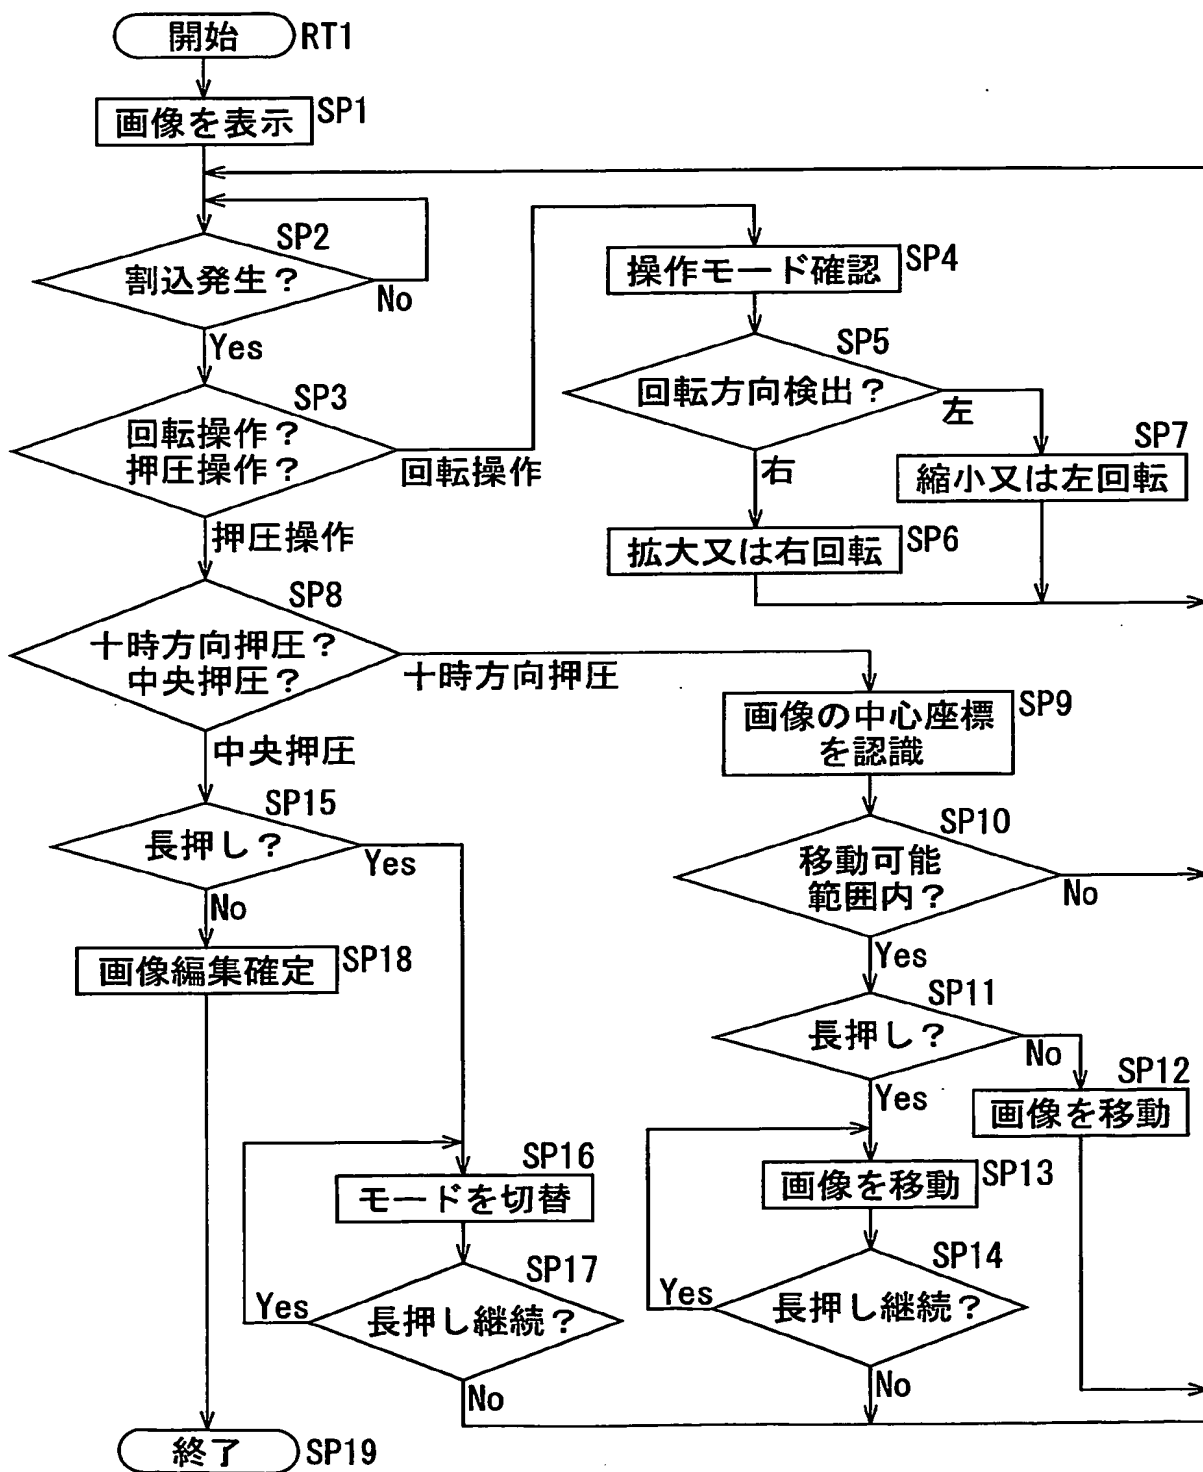 開始 RT1
画像を表示 SP1
SP2
割込発生？
No
Yes
SP3
回転操作？
押圧操作？
回転操作
押圧操作
操作モード確認 SP4
SP5
回転方向検出？
左
右
SP7
縮小又は左回転
拡大又は右回転 SP6
SP8
十時方向押圧？
中央押圧？
十時方向押圧
中央押圧
画像の中心座標
を認識
SP9
SP10
移動可能
範囲内？
No
Yes
SP11
長押し？
No
Yes
SP12
画像を移動
画像を移動 SP13
SP14
長押し継続？
Yes
No
SP15
長押し？
Yes
No
画像編集確定 SP18
SP16
モードを切替
SP17
長押し継続？
Yes
No
終了 SP19